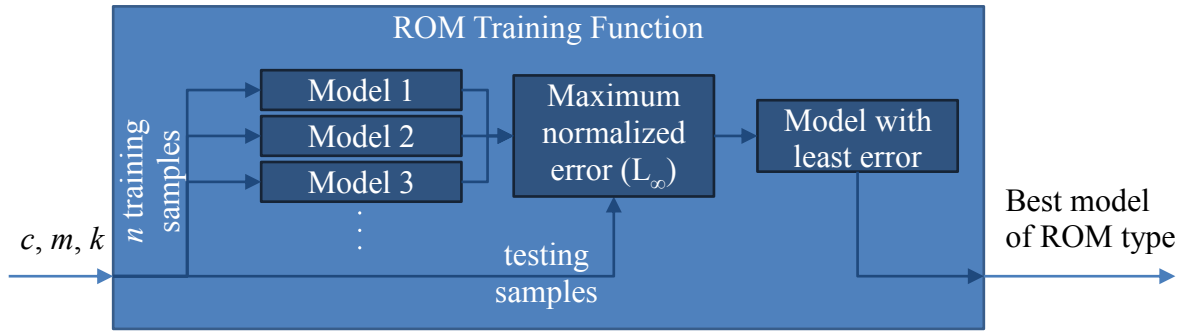 ROM Training Function
n training
samples
Model 1
Model 2
Model 3
. . .
Maximum
normalized
error (L∞)
Model with
least error
c, m, k
testing
samples
Best model
of ROM type